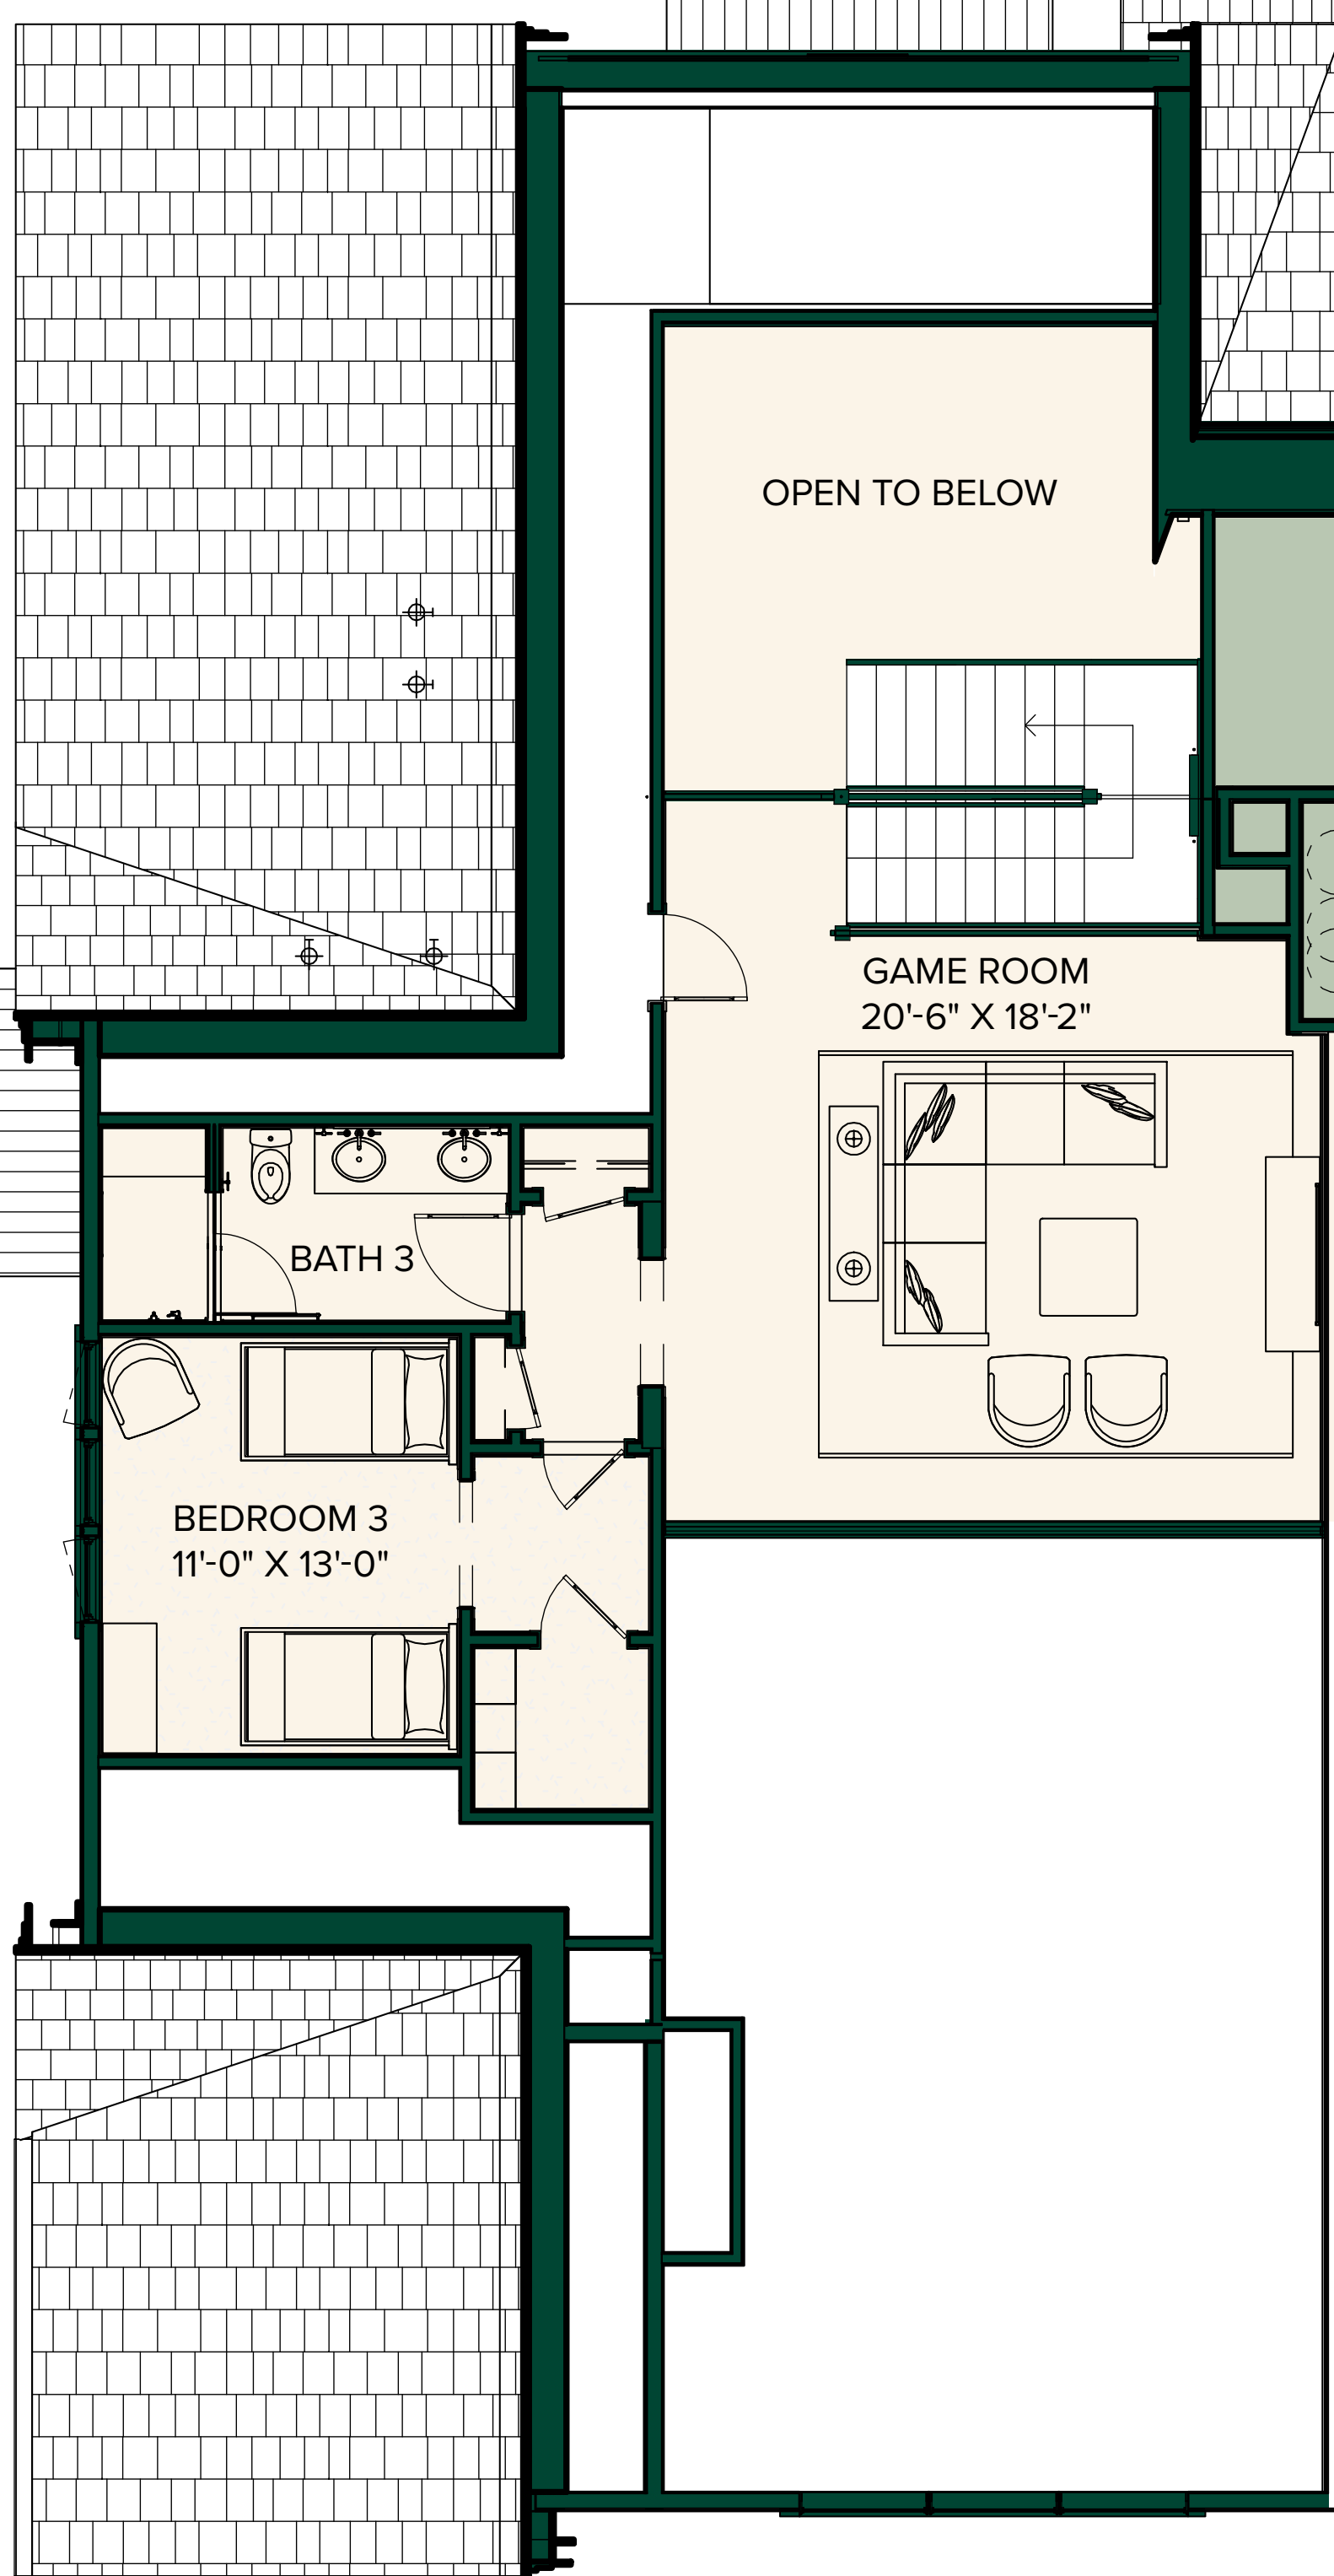 OPEN TO BELOW
GAME ROOM
20'-6" X 18'-2"
BATH 3
BEDROOM 3
11'-0" X 13'-0"